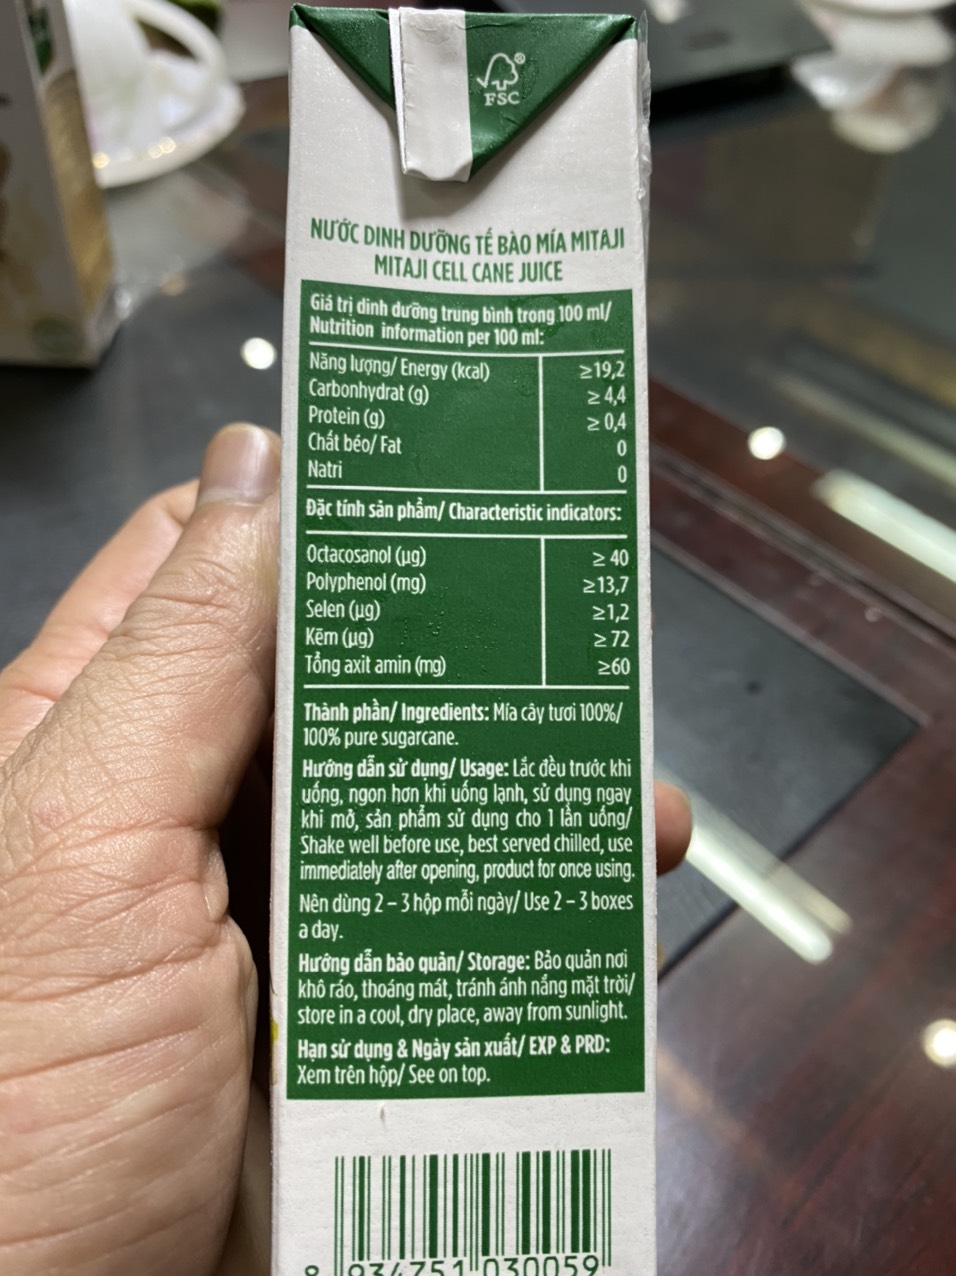 FSC®
NƯỚC DINH DƯỠNG TẾ BÀO MÍA MITAJI
MITAJI CELL CANE JUICE
Giá trị dinh dưỡng trung bình trong 100 ml/
Nutrition information per 100 ml:
Năng lượng/ Energy (kcal) ≥19,2
Carbonhydrat (g) ≥ 4,4
Protein (g) ≥ 0,4
Chất béo/ Fat 0
Natri 0
Đặc tính sản phẩm/ Characteristic indicators:
Octacosanol (µg) ≥ 40
Polyphenol (mg) ≥13,7
Selen (µg) ≥1,2
Kẽm (µg) ≥ 72
Tổng axit amin (mg) ≥60
Thành phần/ Ingredients: Mía cây tươi 100%/
100% pure sugarcane.
Hướng dẫn sử dụng/ Usage: Lắc đều trước khi
uống, ngon hơn khi uống lạnh, sử dụng ngay
khi mở, sản phẩm sử dụng cho 1 lần uống/
Shake well before use, best served chilled, use
immediately after opening, product for once using.
Nên dùng 2 – 3 hộp mỗi ngày/ Use 2 – 3 boxes
a day.
Hướng dẫn bảo quản/ Storage: Bảo quản nơi
khô ráo, thoáng mát, tránh ánh nắng mặt trời/
store in a cool, dry place, away from sunlight.
Hạn sử dụng & Ngày sản xuất/ EXP & PRD:
Xem trên hộp/ See on top.
8 934751 030059